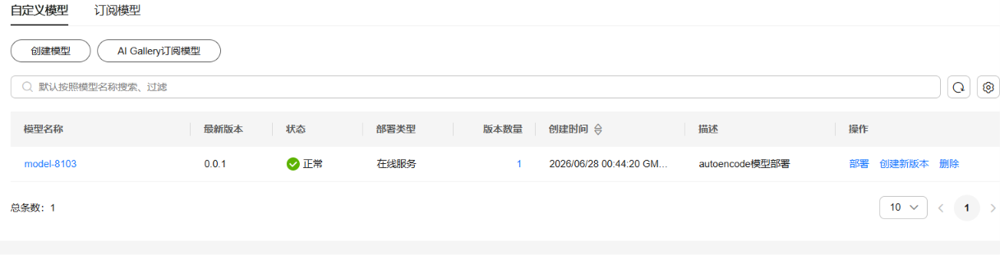 自定义模型 订阅模型
创建模型 AI Gallery订阅模型
默认按照模型名称搜索、过滤
模型名称 最新版本 状态 部署类型 版本数量 创建时间 描述 操作
model-8103 0.0.1 正常 在线服务 1 2026/06/28 00:44:20 GM... autoencode模型部署 部署 创建新版本 删除
总条数：1 10 1